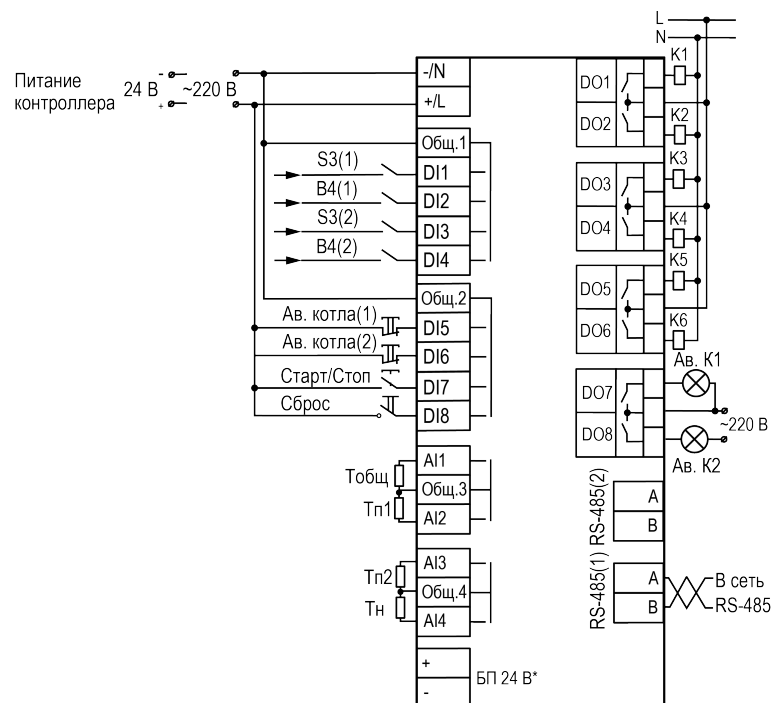 L
N
Питание
контроллера
-
24 В
+
~220 В
-/N
+/L
Общ.1
S3(1)
DI1
B4(1)
DI2
S3(2)
DI3
B4(2)
DI4
Общ.2
Ав. котла(1)
DI5
Ав. котла(2)
DI6
Старт/Стоп
DI7
Сброс
DI8
AI1
Тобщ
Общ.3
Тп1
AI2
AI3
Тп2
Общ.4
Тн
AI4
+
БП 24 В*
-
K1
DO1
K2
DO2
K3
DO3
K4
DO4
K5
DO5
K6
DO6
Ав. К1
DO7
~220 В
DO8
Ав. К2
RS-485(2)
A
B
RS-485(1)
A
B
В сеть
RS-485